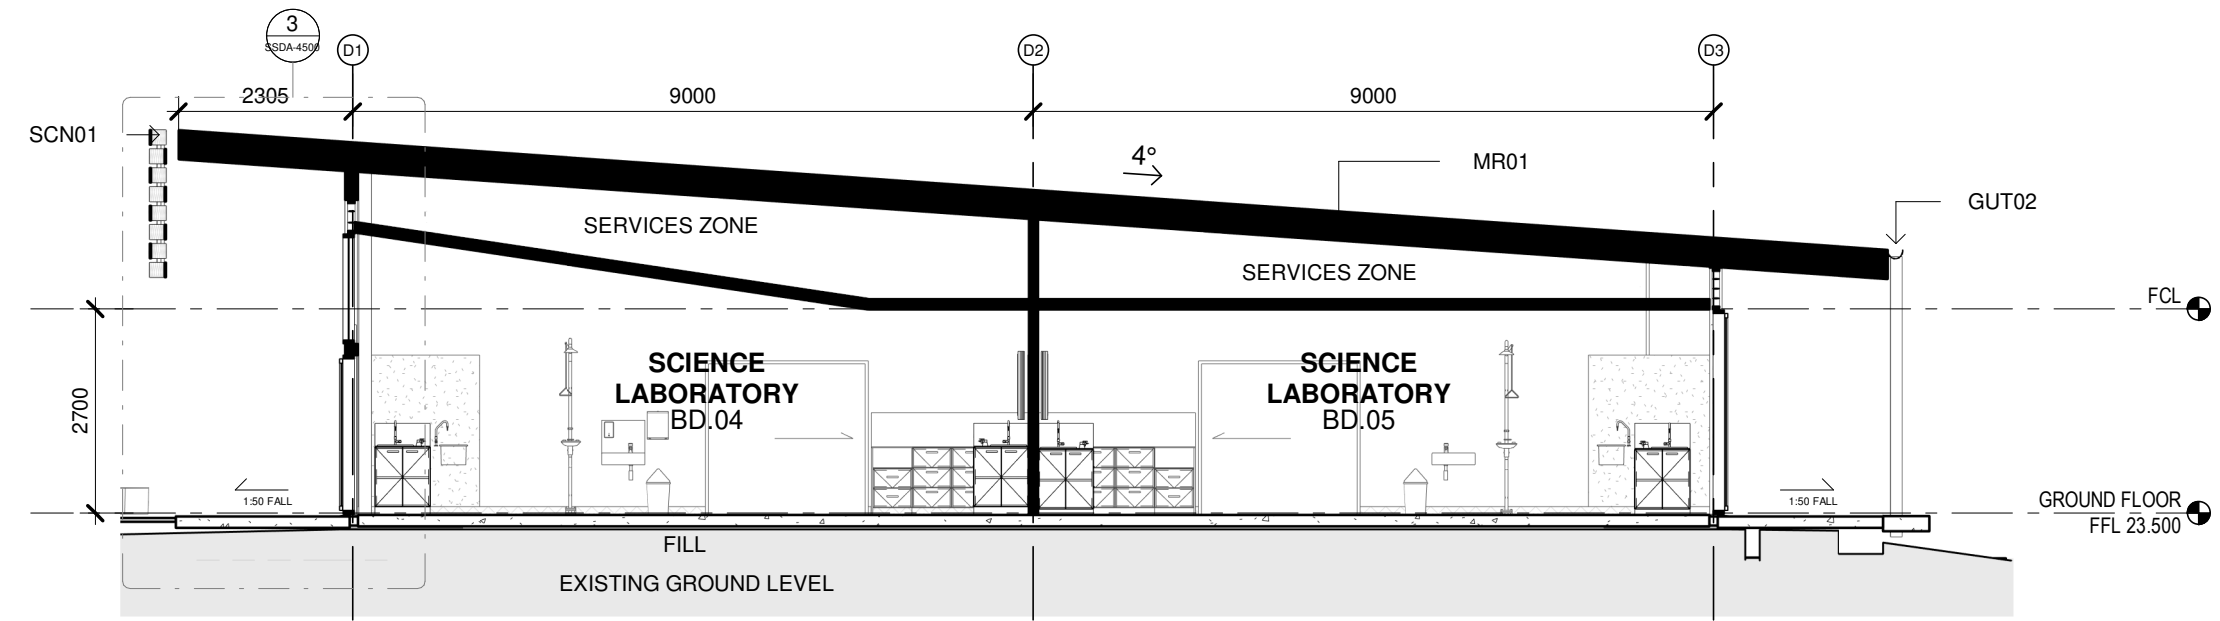 3
SSDA-4500
D1
D2
D3
2305
9000
9000
SCN01
4°
MR01
GUT02
SERVICES ZONE
SERVICES ZONE
FCL
2700
SCIENCE
LABORATORY
BD.04
SCIENCE
LABORATORY
BD.05
1:50 FALL
1:50 FALL
GROUND FLOOR
FFL 23.500
FILL
EXISTING GROUND LEVEL